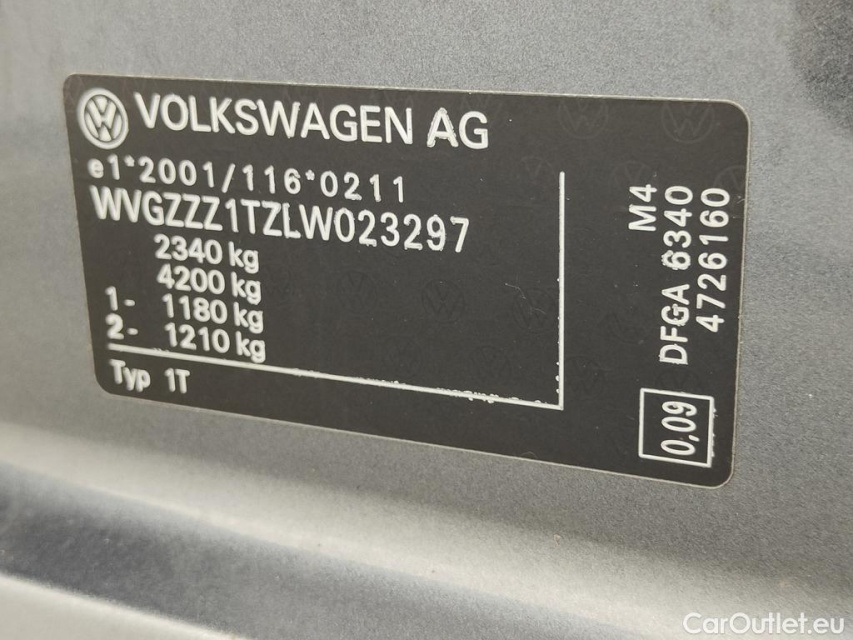 VOLKSWAGEN AG
e1*2001/116*0211
WVGZZZ1TZLW023297
2340 kg
4200 kg
1- 1180 kg
2- 1210 kg
Typ 1T
M4
DFGA 6340
4726160
0,09
CarOutlet.eu